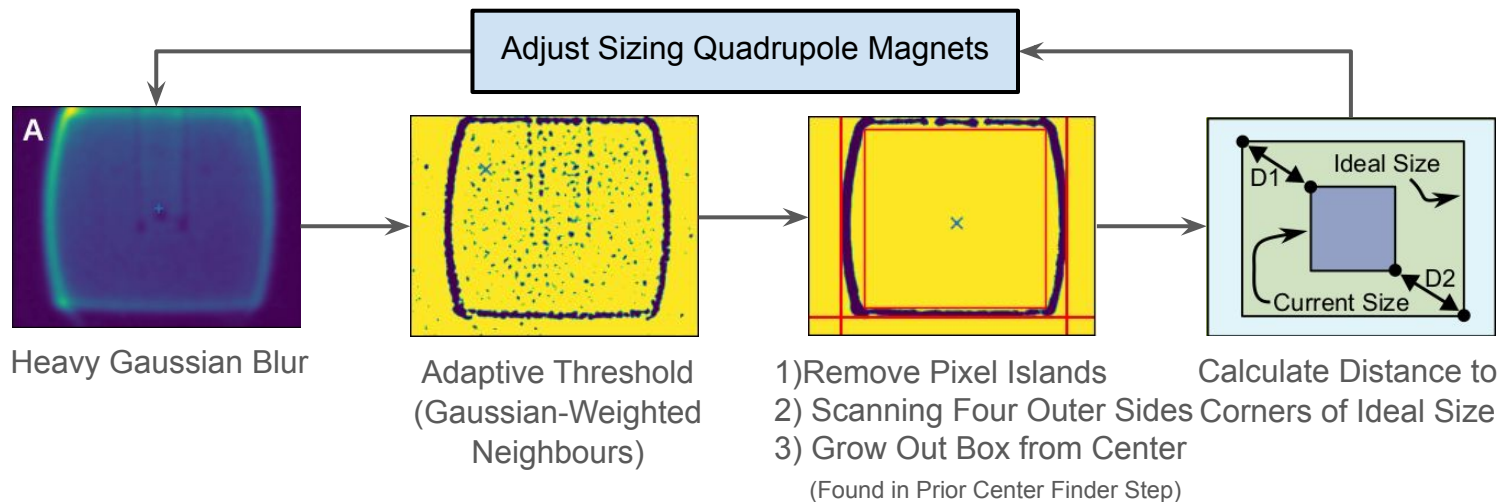 Adjust Sizing Quadrupole Magnets
A
Heavy Gaussian Blur
Adaptive Threshold
(Gaussian-Weighted
Neighbours)
1)Remove Pixel Islands
2) Scanning Four Outer Sides
3) Grow Out Box from Center
(Found in Prior Center Finder Step)
D1
Ideal Size
D2
Current Size
Calculate Distance to
Corners of Ideal Size